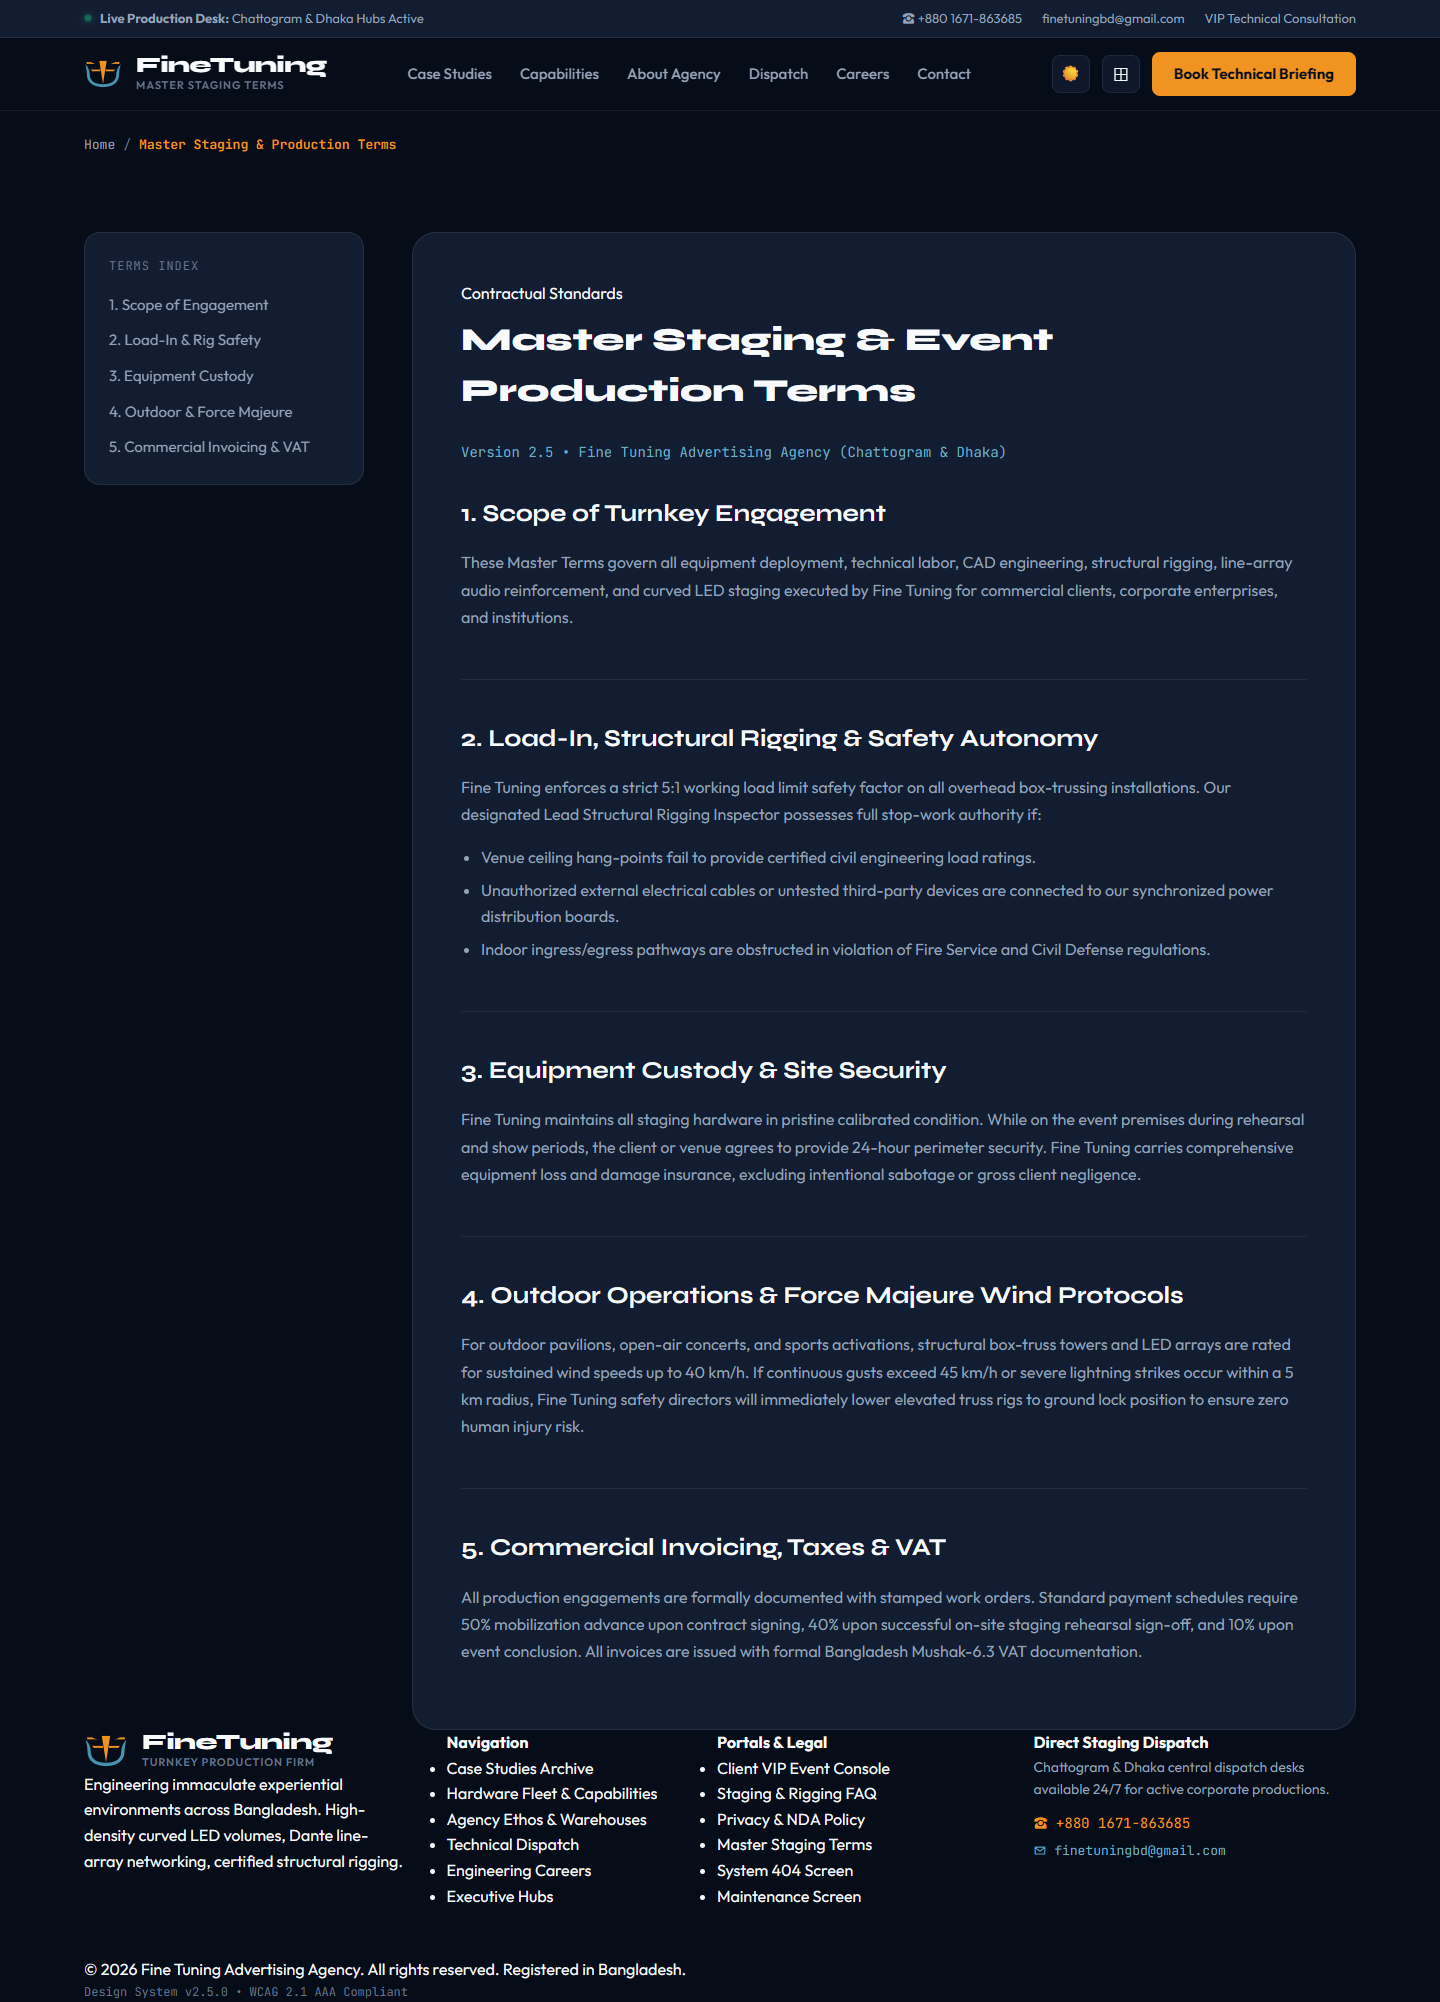 Live Production Desk: Chattogram & Dhaka Hubs Active
☎ +880 1671-863685
finetuningbd@gmail.com
VIP Technical Consultation
FineTuning
MASTER STAGING TERMS
Case Studies
Capabilities
About Agency
Dispatch
Careers
Contact
Book Technical Briefing
Home / Master Staging & Production Terms
TERMS INDEX
1. Scope of Engagement
2. Load-In & Rig Safety
3. Equipment Custody
4. Outdoor & Force Majeure
5. Commercial Invoicing & VAT
Contractual Standards
Master Staging & Event
Production Terms
Version 2.5 • Fine Tuning Advertising Agency (Chattogram & Dhaka)
1. Scope of Turnkey Engagement
These Master Terms govern all equipment deployment, technical labor, CAD engineering, structural rigging, line-array
audio reinforcement, and curved LED staging executed by Fine Tuning for commercial clients, corporate enterprises,
and institutions.
2. Load-In, Structural Rigging & Safety Autonomy
Fine Tuning enforces a strict 5:1 working load limit safety factor on all overhead box-trussing installations. Our
designated Lead Structural Rigging Inspector possesses full stop-work authority if:
• Venue ceiling hang-points fail to provide certified civil engineering load ratings.
• Unauthorized external electrical cables or untested third-party devices are connected to our synchronized power
distribution boards.
• Indoor ingress/egress pathways are obstructed in violation of Fire Service and Civil Defense regulations.
3. Equipment Custody & Site Security
Fine Tuning maintains all staging hardware in pristine calibrated condition. While on the event premises during rehearsal
and show periods, the client or venue agrees to provide 24-hour perimeter security. Fine Tuning carries comprehensive
equipment loss and damage insurance, excluding intentional sabotage or gross client negligence.
4. Outdoor Operations & Force Majeure Wind Protocols
For outdoor pavilions, open-air concerts, and sports activations, structural box-truss towers and LED arrays are rated
for sustained wind speeds up to 40 km/h. If continuous gusts exceed 45 km/h or severe lightning strikes occur within a 5
km radius, Fine Tuning safety directors will immediately lower elevated truss rigs to ground lock position to ensure zero
human injury risk.
5. Commercial Invoicing, Taxes & VAT
All production engagements are formally documented with stamped work orders. Standard payment schedules require
50% mobilization advance upon contract signing, 40% upon successful on-site staging rehearsal sign-off, and 10% upon
event conclusion. All invoices are issued with formal Bangladesh Mushak-6.3 VAT documentation.
FineTuning
TURNKEY PRODUCTION FIRM
Engineering immaculate experiential
environments across Bangladesh. High-
density curved LED volumes, Dante line-
array networking, certified structural rigging.
Navigation
• Case Studies Archive
• Hardware Fleet & Capabilities
• Agency Ethos & Warehouses
• Technical Dispatch
• Engineering Careers
• Executive Hubs
Portals & Legal
• Client VIP Event Console
• Staging & Rigging FAQ
• Privacy & NDA Policy
• Master Staging Terms
• System 404 Screen
• Maintenance Screen
Direct Staging Dispatch
Chattogram & Dhaka central dispatch desks
available 24/7 for active corporate productions.
☎ +880 1671-863685
✉ finetuningbd@gmail.com
© 2026 Fine Tuning Advertising Agency. All rights reserved. Registered in Bangladesh.
Design System v2.5.0 • WCAG 2.1 AAA Compliant